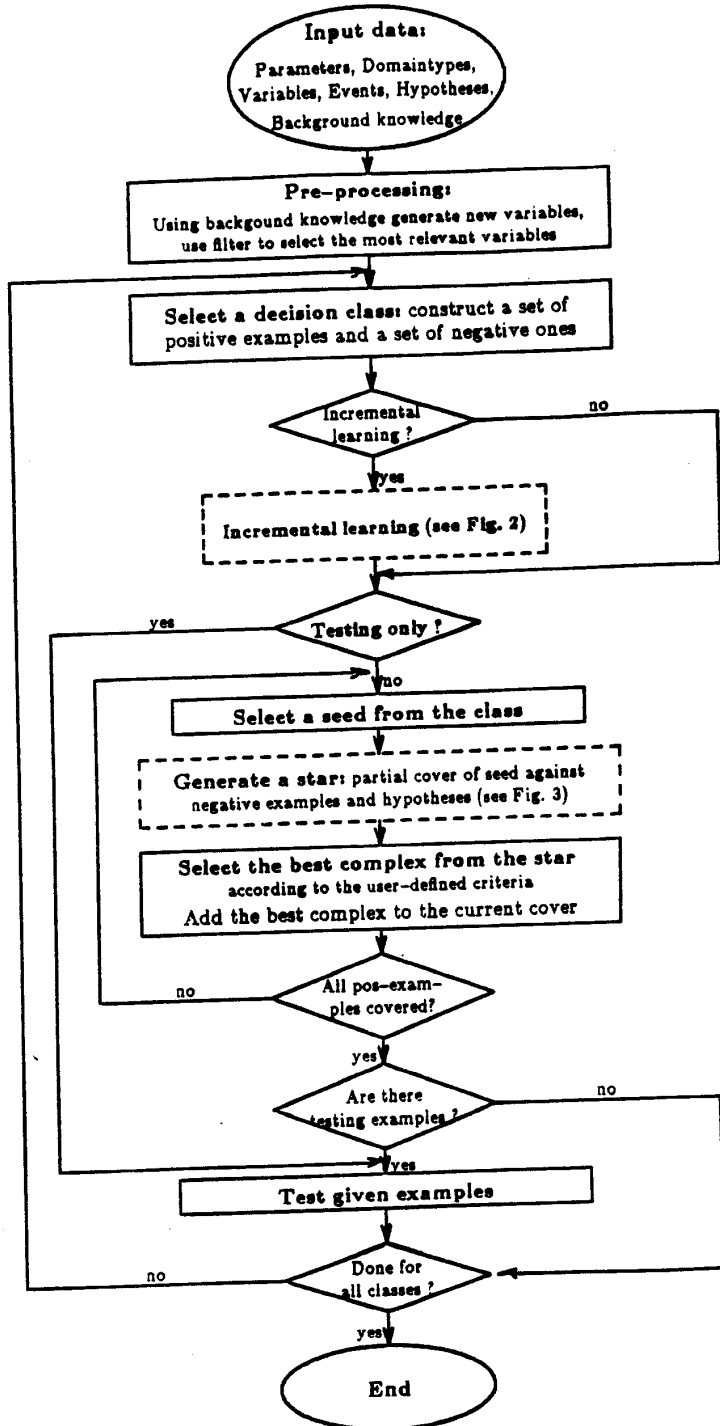 Input data:
Parameters, Domaintypes,
Variables, Events, Hypotheses,
Background knowledge
Pre-processing:
Using backgound knowledge generate new variables,
use filter to select the most relevant variables
Select a decision class: construct a set of
positive examples and a set of negative ones
Incremental
learning ?
no
yes
Incremental learning (see Fig. 2)
yes
Testing only ?
no
Select a seed from the class
Generate a star: partial cover of seed against
negative examples and hypotheses (see Fig. 3)
Select the best complex from the star
according to the user-defined criteria
Add the best complex to the current cover
All pos-exam-
ples covered?
no
yes
Are there
testing examples ?
no
yes
Test given examples
Done for
all classes ?
no
yes
End